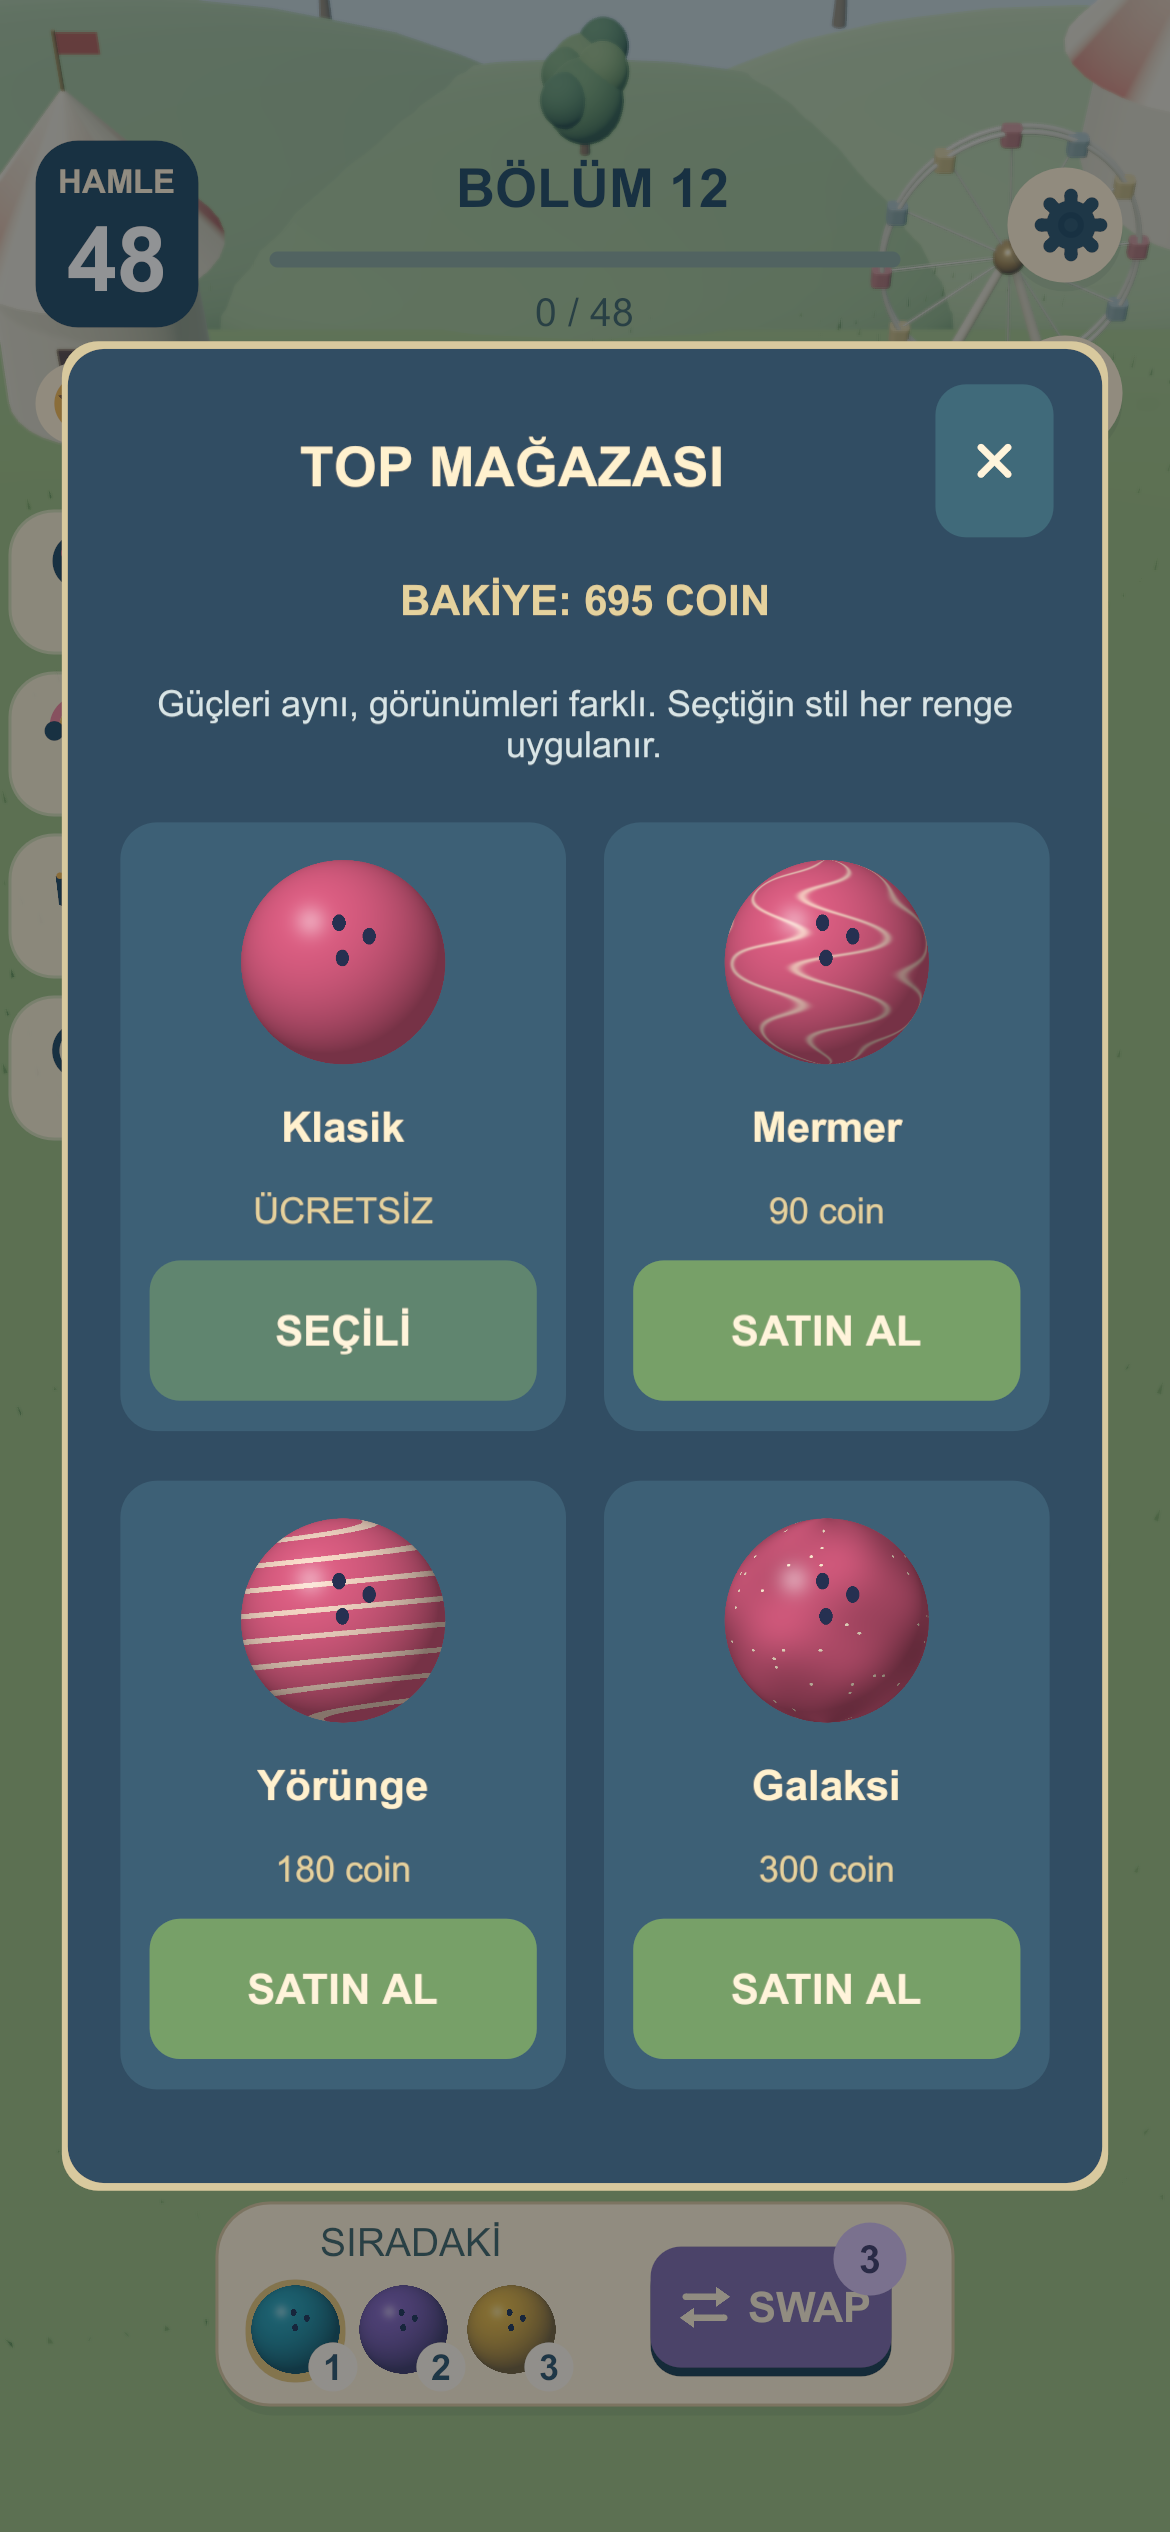 HAMLE
48
BÖLÜM 12
0 / 48
TOP MAĞAZASI
BAKİYE: 695 COIN
Güçleri aynı, görünümleri farklı. Seçtiğin stil her renge
uygulanır.
Klasik
ÜCRETSİZ
SEÇİLİ
Mermer
90 coin
SATIN AL
Yörünge
180 coin
SATIN AL
Galaksi
300 coin
SATIN AL
SIRADAKİ
1
2
3
SWAP
3